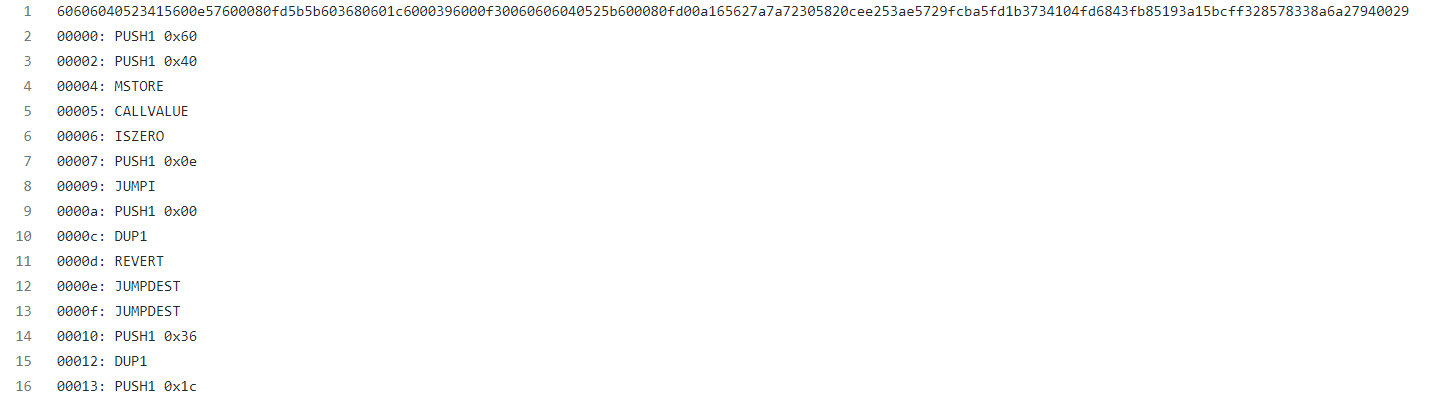 1 60606040523415600e57600080fd5b5b603680601c6000396000f30060606040525b600080fd00a165627a7a72305820cee253ae5729fcba5fd1b3734104fd6843fb85193a15bcff328578338a6a27940029
2 00000: PUSH1 0x60
3 00002: PUSH1 0x40
4 00004: MSTORE
5 00005: CALLVALUE
6 00006: ISZERO
7 00007: PUSH1 0x0e
8 00009: JUMPI
9 0000a: PUSH1 0x00
10 0000c: DUP1
11 0000d: REVERT
12 0000e: JUMPDEST
13 0000f: JUMPDEST
14 00010: PUSH1 0x36
15 00012: DUP1
16 00013: PUSH1 0x1c